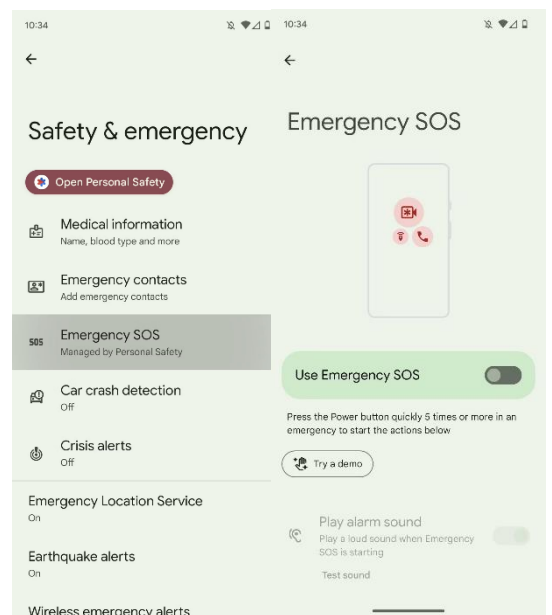 10:34
Safety & emergency
Open Personal Safety
Medical information
Name, blood type and more
Emergency contacts
Add emergency contacts
SOS
Emergency SOS
Managed by Personal Safety
Car crash detection
Off
Crisis alerts
Off
Emergency Location Service
On
Earthquake alerts
On
Wireless emergency alerts
10:34
Emergency SOS
Use Emergency SOS
Press the Power button quickly 5 times or more in an
emergency to start the actions below
Try a demo
Play alarm sound
Play a loud sound when Emergency
SOS is starting
Test sound